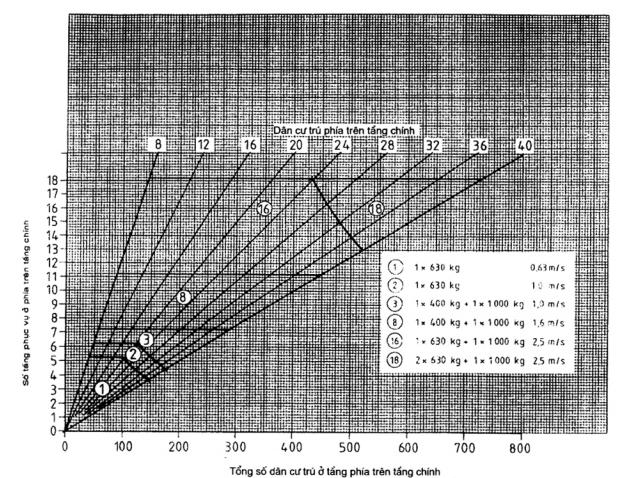 Dân cư trú phía trên tầng chính
8 12 16 20 24 28 32 36 40
Số tầng phục vụ ở phía trên tầng chính
18
17
16
15
14
13
12
11
10
9
8
7
6
5
4
3
2
1
0
16
18
8
3
2
1
1 1 × 630 kg 0,63 m/s
2 1 × 630 kg 1,0 m/s
3 1 × 400 kg + 1 × 1000 kg 1,0 m/s
8 1 × 400 kg + 1 × 1000 kg 1,6 m/s
16 1 × 630 kg + 1 × 1000 kg 2,5 m/s
18 2 × 630 kg + 1 × 1000 kg 2,5 m/s
0 100 200 300 400 500 600 700 800
Tổng số dân cư trú ở tầng phía trên tầng chính